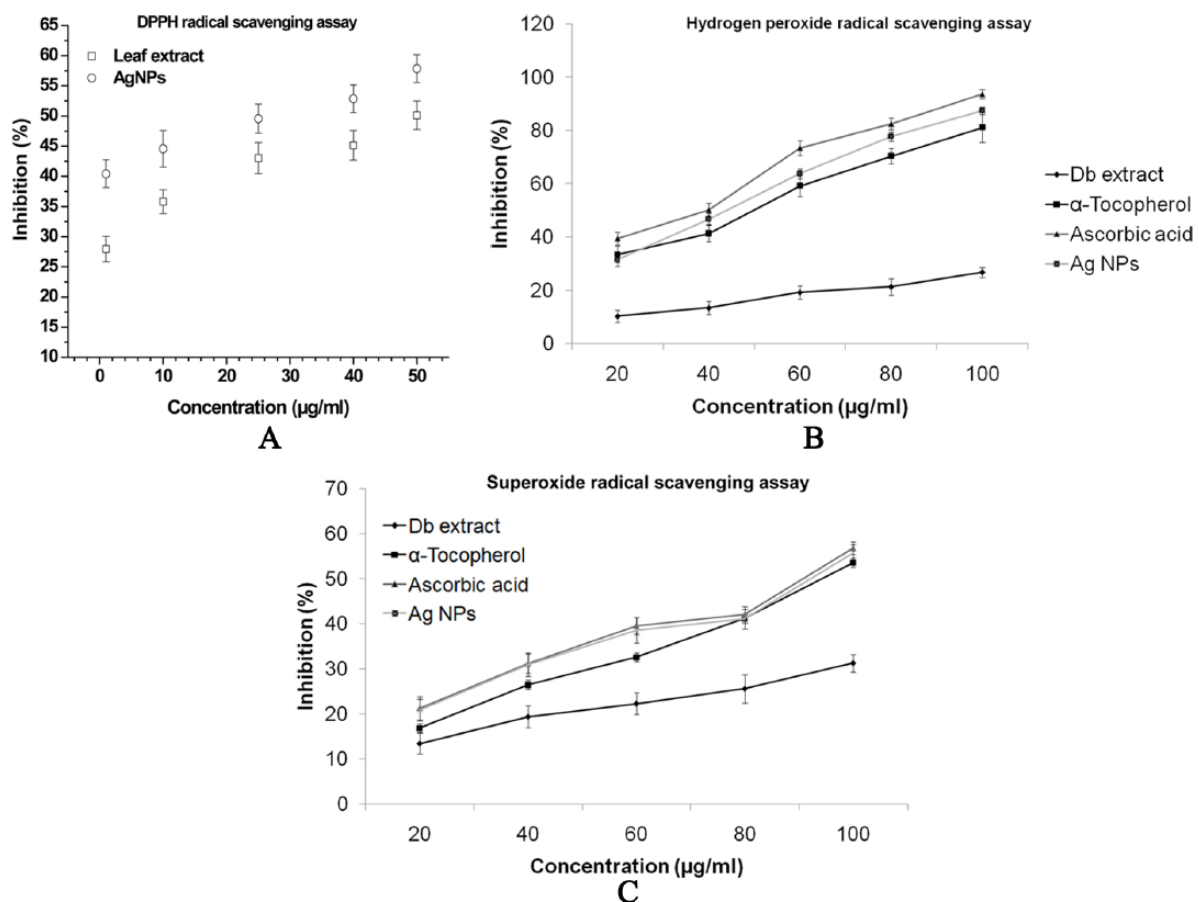 DPPH radical scavenging assay
65
60
55
50
45
40
35
30
25
20
15
10
Inhibition (%)
Leaf extract
AgNPs
0 10 20 30 40 50
Concentration (µg/ml)
A
Hydrogen peroxide radical scavenging assay
120
100
80
60
40
20
0
Inhibition (%)
20 40 60 80 100
Concentration (µg/ml)
Db extract
α-Tocopherol
Ascorbic acid
Ag NPs
B
Superoxide radical scavenging assay
70
60
50
40
30
20
10
0
Inhibition (%)
Db extract
α-Tocopherol
Ascorbic acid
Ag NPs
20 40 60 80 100
Concentration (µg/ml)
C